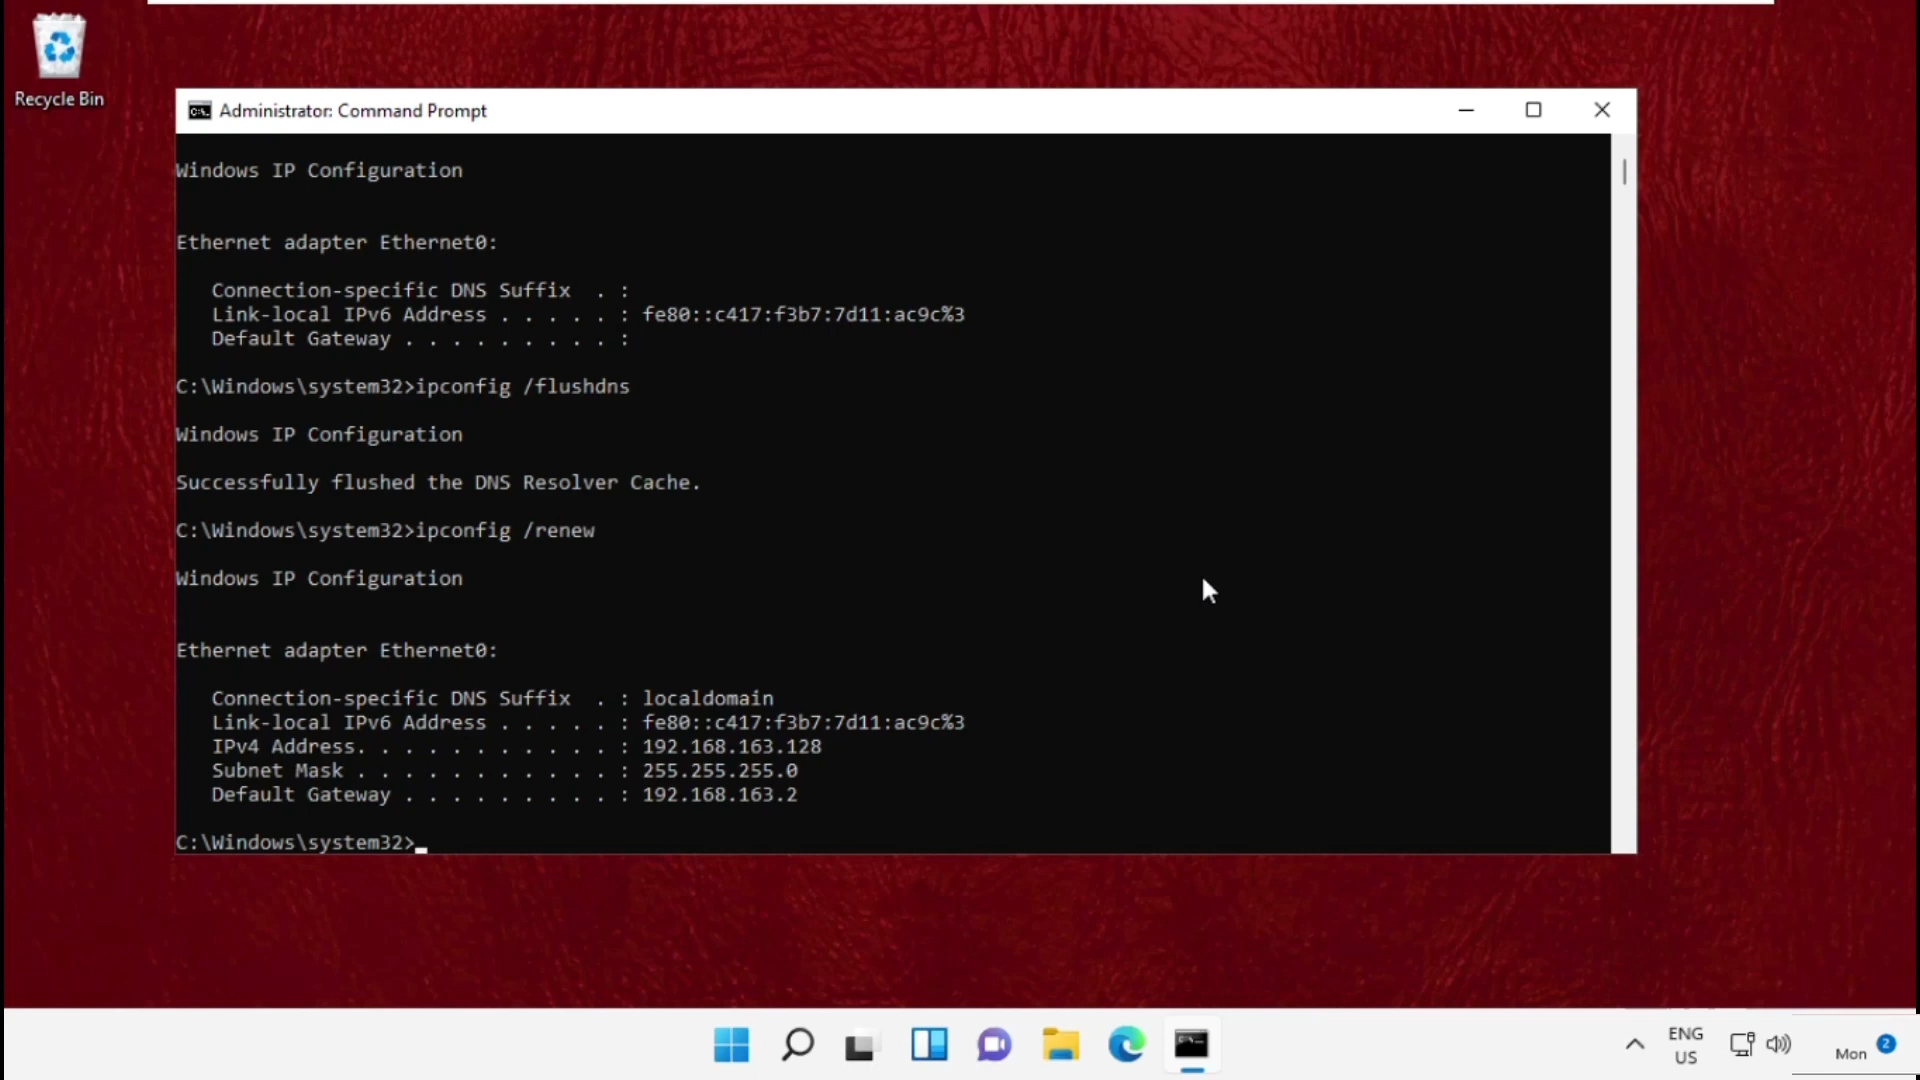 Recycle Bin
Administrator: Command Prompt
Windows IP Configuration
Ethernet adapter Ethernet0:
Connection-specific DNS Suffix  . :
Link-local IPv6 Address . . . . . : fe80::c417:f3b7:7d11:ac9c%3
Default Gateway . . . . . . . . . :
C:\Windows\system32>ipconfig /flushdns
Windows IP Configuration
Successfully flushed the DNS Resolver Cache.
C:\Windows\system32>ipconfig /renew
Windows IP Configuration
Ethernet adapter Ethernet0:
Connection-specific DNS Suffix  . : localdomain
Link-local IPv6 Address . . . . . : fe80::c417:f3b7:7d11:ac9c%3
IPv4 Address. . . . . . . . . . . : 192.168.163.128
Subnet Mask . . . . . . . . . . . : 255.255.255.0
Default Gateway . . . . . . . . . : 192.168.163.2
C:\Windows\system32>
ENG
US
Mon
2